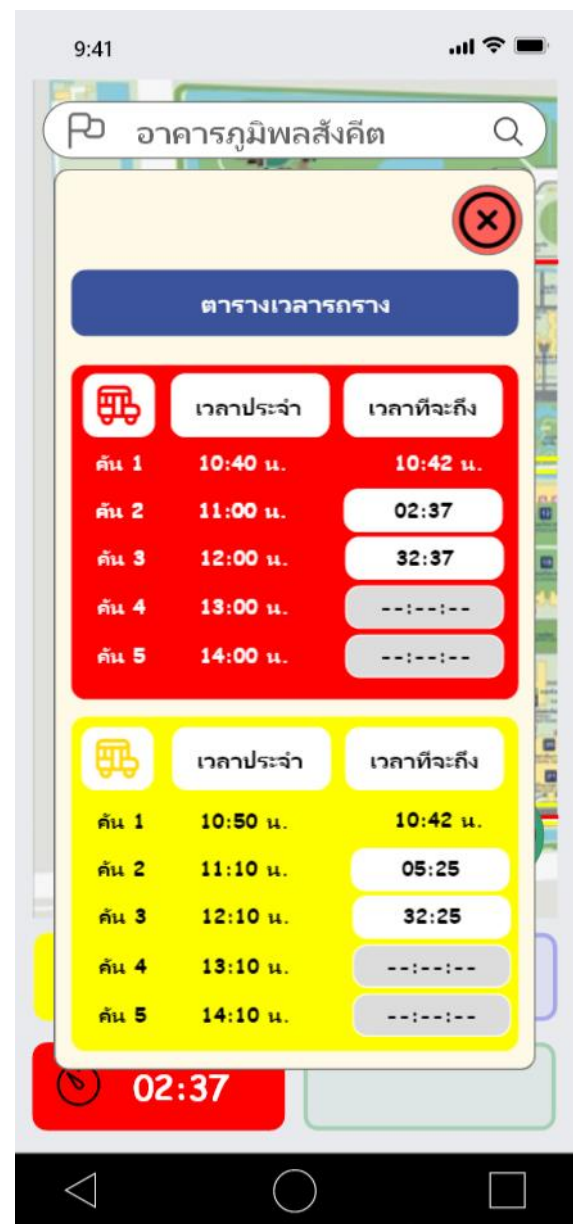 9:41
อาคารภูมิพลสังคีต
ตารางเวลารถราง
เวลาประจำ เวลาที่จะถึง
คัน 1 10:40 น. 10:42 น.
คัน 2 11:00 น. 02:37
คัน 3 12:00 น. 32:37
คัน 4 13:00 น. --:--:--
คัน 5 14:00 น. --:--:--
เวลาประจำ เวลาที่จะถึง
คัน 1 10:50 น. 10:42 น.
คัน 2 11:10 น. 05:25
คัน 3 12:10 น. 32:25
คัน 4 13:10 น. --:--:--
คัน 5 14:10 น. --:--:--
02:37